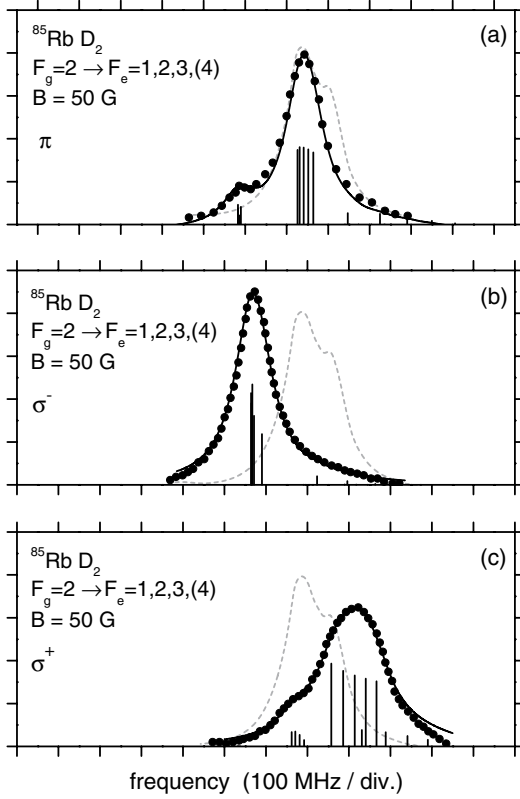 (a)
⁸⁵Rb D₂
F_g=2 → F_e=1,2,3,(4)
B = 50 G
π
(b)
⁸⁵Rb D₂
F_g=2 → F_e=1,2,3,(4)
B = 50 G
σ⁻
(c)
⁸⁵Rb D₂
F_g=2 → F_e=1,2,3,(4)
B = 50 G
σ⁺
frequency (100 MHz / div.)